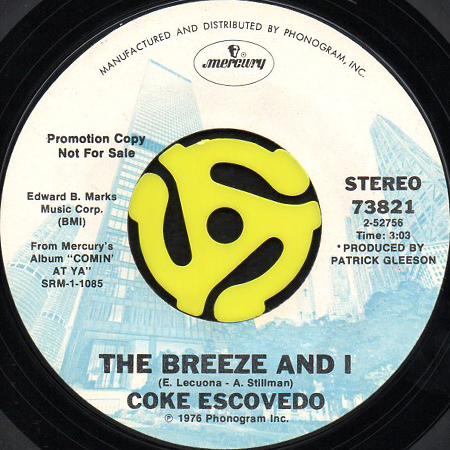 MANUFACTURED AND DISTRIBUTED BY PHONOGRAM, INC.
mercury
Promotion Copy
Not For Sale
Edward B. Marks
Music Corp.
(BMI)
From Mercury's
Album "COMIN'
AT YA"
SRM-1-1085
STEREO
73821
2-52756
Time: 3:03
*PRODUCED BY
PATRICK GLEESON
THE BREEZE AND I
(E. Lecuona - A. Stillman)
COKE ESCOVEDO
℗ 1976 Phonogram Inc.